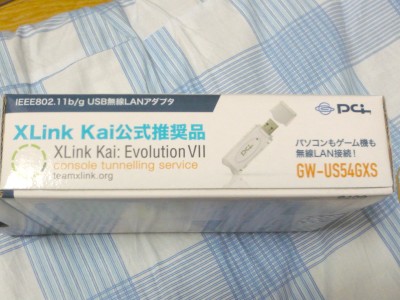 IEEE802.11b/g USB無線LANアダプタ
XLink Kai公式推奨品
XLink Kai: Evolution VII
console tunnelling service
teamxlink.org
PCi
パソコンもゲーム機も
無線LAN接続!
GW-US54GXS